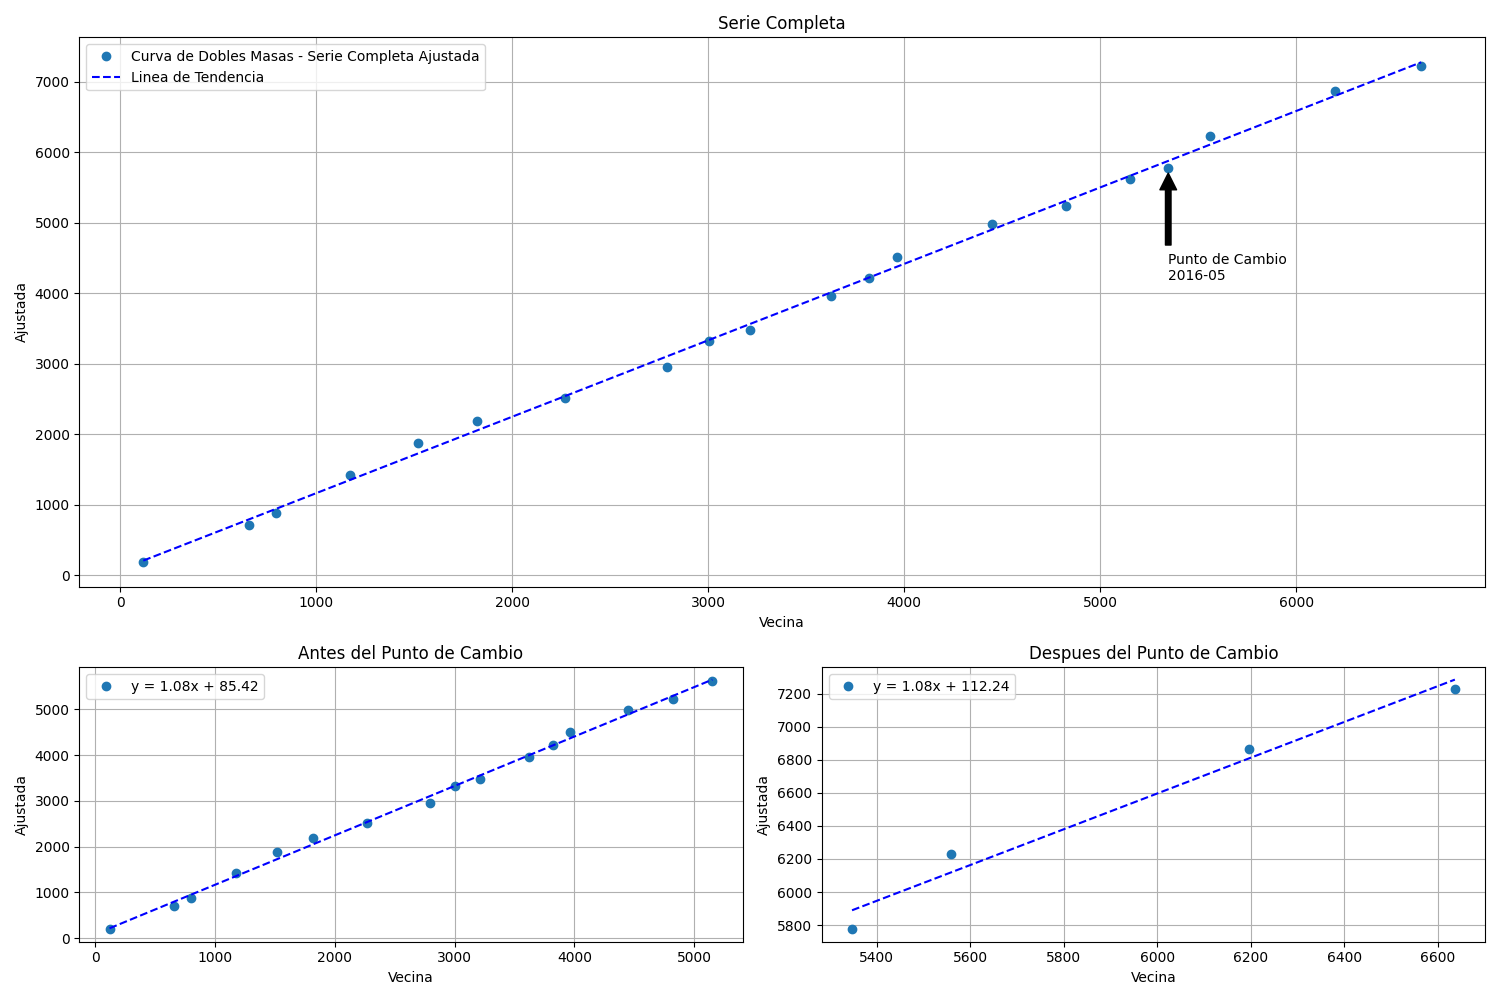 Serie Completa
Curva de Dobles Masas - Serie Completa Ajustada
Linea de Tendencia
7000
6000
5000
4000
3000
2000
1000
0
Ajustada
Punto de Cambio
2016-05
0 1000 2000 3000 4000 5000 6000
Vecina
Antes del Punto de Cambio
y = 1.08x + 85.42
5000
4000
3000
2000
1000
0
Ajustada
0 1000 2000 3000 4000 5000
Vecina
Despues del Punto de Cambio
y = 1.08x + 112.24
7200
7000
6800
6600
6400
6200
6000
5800
Ajustada
5400 5600 5800 6000 6200 6400 6600
Vecina